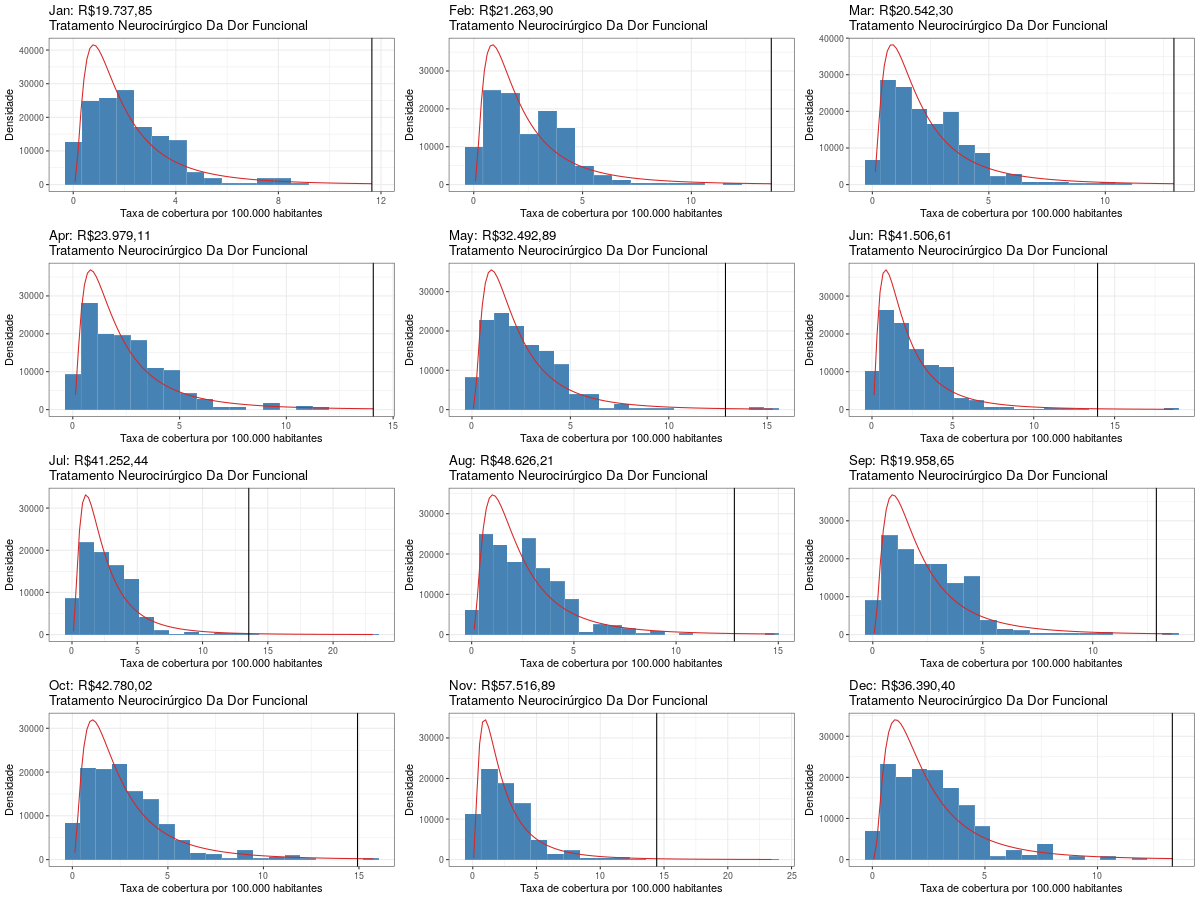 Jan: R$19.737,85
Tratamento Neurocirúrgico Da Dor Funcional
40000
30000
20000
10000
0
Densidade
0 4 8 12
Taxa de cobertura por 100.000 habitantes
Feb: R$21.263,90
Tratamento Neurocirúrgico Da Dor Funcional
30000
20000
10000
0
Densidade
0 5 10
Taxa de cobertura por 100.000 habitantes
Mar: R$20.542,30
Tratamento Neurocirúrgico Da Dor Funcional
40000
30000
20000
10000
0
Densidade
0 5 10
Taxa de cobertura por 100.000 habitantes
Apr: R$23.979,11
Tratamento Neurocirúrgico Da Dor Funcional
30000
20000
10000
0
Densidade
0 5 10 15
Taxa de cobertura por 100.000 habitantes
May: R$32.492,89
Tratamento Neurocirúrgico Da Dor Funcional
30000
20000
10000
0
Densidade
0 5 10 15
Taxa de cobertura por 100.000 habitantes
Jun: R$41.506,61
Tratamento Neurocirúrgico Da Dor Funcional
30000
20000
10000
0
Densidade
0 5 10 15
Taxa de cobertura por 100.000 habitantes
Jul: R$41.252,44
Tratamento Neurocirúrgico Da Dor Funcional
30000
20000
10000
0
Densidade
0 5 10 15 20
Taxa de cobertura por 100.000 habitantes
Aug: R$48.626,21
Tratamento Neurocirúrgico Da Dor Funcional
30000
20000
10000
0
Densidade
0 5 10 15
Taxa de cobertura por 100.000 habitantes
Sep: R$19.958,65
Tratamento Neurocirúrgico Da Dor Funcional
30000
20000
10000
0
Densidade
0 5 10
Taxa de cobertura por 100.000 habitantes
Oct: R$42.780,02
Tratamento Neurocirúrgico Da Dor Funcional
30000
20000
10000
0
Densidade
0 5 10 15
Taxa de cobertura por 100.000 habitantes
Nov: R$57.516,89
Tratamento Neurocirúrgico Da Dor Funcional
30000
20000
10000
0
Densidade
0 5 10 15 20 25
Taxa de cobertura por 100.000 habitantes
Dec: R$36.390,40
Tratamento Neurocirúrgico Da Dor Funcional
30000
20000
10000
0
Densidade
0 5 10
Taxa de cobertura por 100.000 habitantes